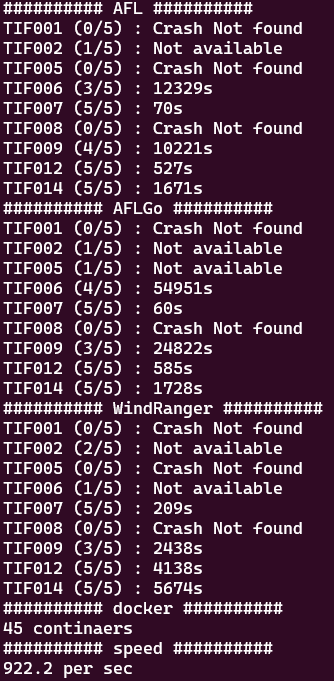 ########## AFL ##########
TIF001 (0/5) : Crash Not found
TIF002 (1/5) : Not available
TIF005 (0/5) : Crash Not found
TIF006 (3/5) : 12329s
TIF007 (5/5) : 70s
TIF008 (0/5) : Crash Not found
TIF009 (4/5) : 10221s
TIF012 (5/5) : 527s
TIF014 (5/5) : 1671s
########## AFLGo ##########
TIF001 (0/5) : Crash Not found
TIF002 (1/5) : Not available
TIF005 (1/5) : Not available
TIF006 (4/5) : 54951s
TIF007 (5/5) : 60s
TIF008 (0/5) : Crash Not found
TIF009 (3/5) : 24822s
TIF012 (5/5) : 585s
TIF014 (5/5) : 1728s
########## WindRanger ##########
TIF001 (0/5) : Crash Not found
TIF002 (2/5) : Not available
TIF005 (0/5) : Crash Not found
TIF006 (1/5) : Not available
TIF007 (5/5) : 209s
TIF008 (0/5) : Crash Not found
TIF009 (3/5) : 2438s
TIF012 (5/5) : 4138s
TIF014 (5/5) : 5674s
########## docker ##########
45 continaers
########## speed ##########
922.2 per sec